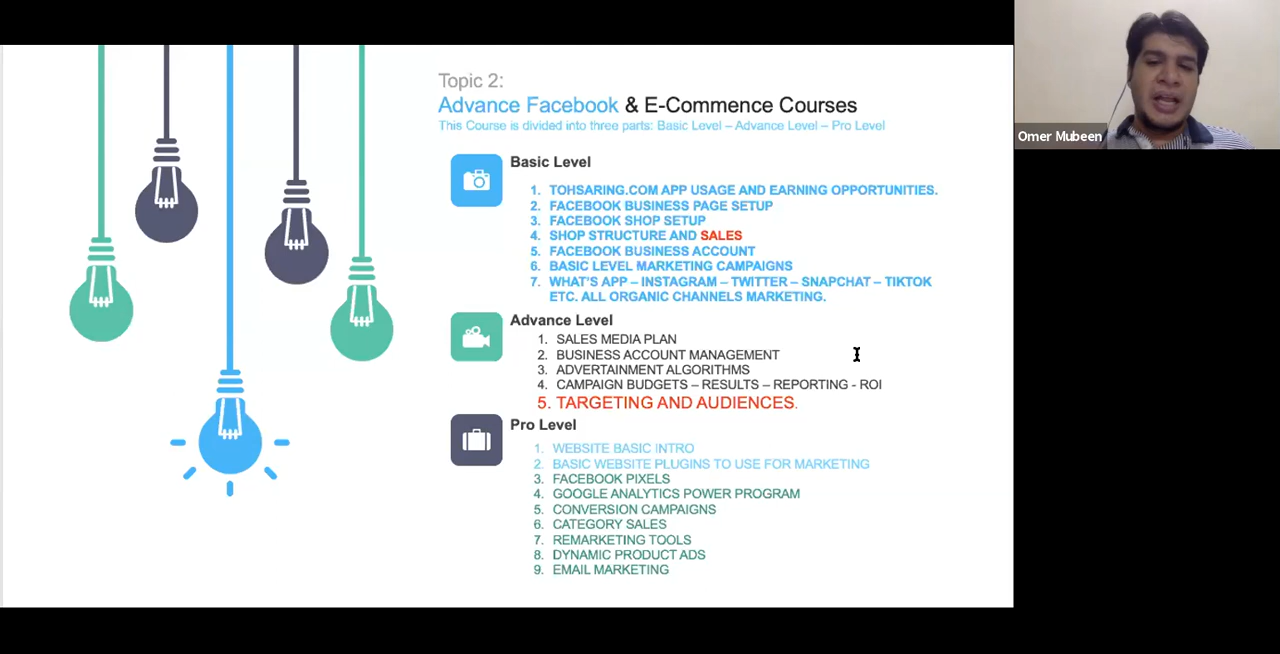 Topic 2:
Advance Facebook & E-Commence Courses
This Course is divided into three parts: Basic Level – Advance Level – Pro Level
Basic Level
1. TOHSARING.COM APP USAGE AND EARNING OPPORTUNITIES.
2. FACEBOOK BUSINESS PAGE SETUP
3. FACEBOOK SHOP SETUP
4. SHOP STRUCTURE AND SALES
5. FACEBOOK BUSINESS ACCOUNT
6. BASIC LEVEL MARKETING CAMPAIGNS
7. WHAT'S APP – INSTAGRAM – TWITTER – SNAPCHAT – TIKTOK
ETC. ALL ORGANIC CHANNELS MARKETING.
Advance Level
1. SALES MEDIA PLAN
2. BUSINESS ACCOUNT MANAGEMENT
3. ADVERTAINMENT ALGORITHMS
4. CAMPAIGN BUDGETS – RESULTS – REPORTING - ROI
5. TARGETING AND AUDIENCES.
Pro Level
1. WEBSITE BASIC INTRO
2. BASIC WEBSITE PLUGINS TO USE FOR MARKETING
3. FACEBOOK PIXELS
4. GOOGLE ANALYTICS POWER PROGRAM
5. CONVERSION CAMPAIGNS
6. CATEGORY SALES
7. REMARKETING TOOLS
8. DYNAMIC PRODUCT ADS
9. EMAIL MARKETING
Omer Mubeen